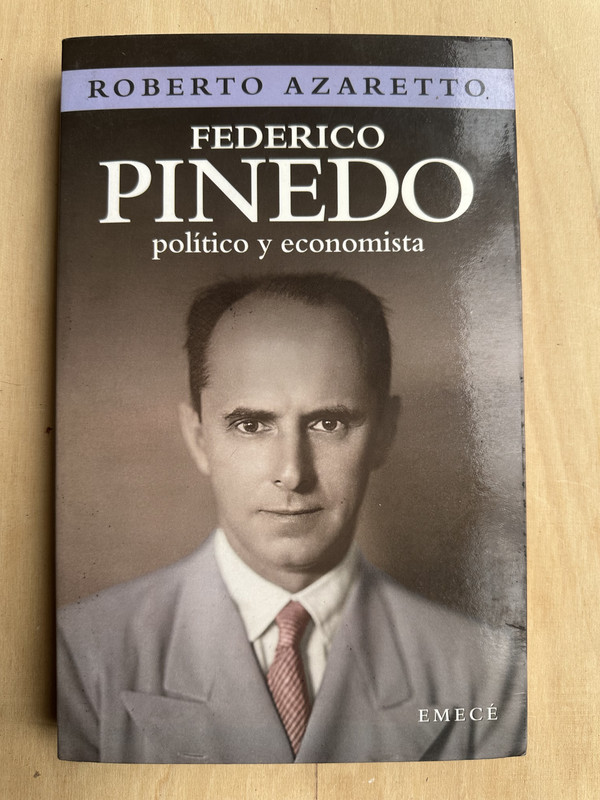 ROBERTO AZARETTO
FEDERICO
PINEDO
político y economista
EMECÉ